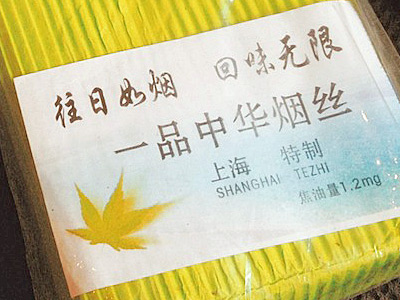 往日如烟 回味无限
一品中华烟丝
上海 特制
SHANGHAI TEZHI
焦油量1.2mg